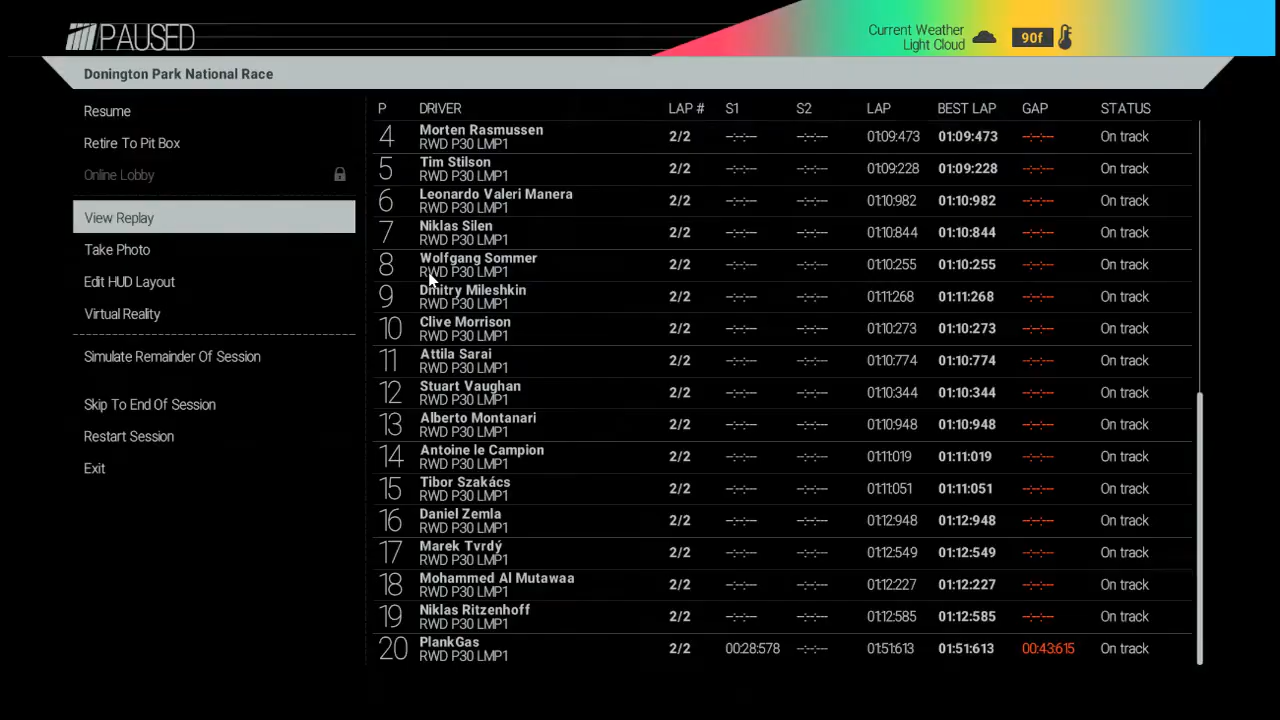 PAUSED
Current Weather
Light Cloud
90f
Donington Park National Race
Resume
Retire To Pit Box
Online Lobby
View Replay
Take Photo
Edit HUD Layout
Virtual Reality
Simulate Remainder Of Session
Skip To End Of Session
Restart Session
Exit
P DRIVER LAP # S1 S2 LAP BEST LAP GAP STATUS
4 Morten Rasmussen 2/2 --:--:--- --:--:--- 01:09:473 01:09:473 --:--:--- On track
RWD P30 LMP1
5 Tim Stilson 2/2 --:--:--- --:--:--- 01:09:228 01:09:228 --:--:--- On track
RWD P30 LMP1
6 Leonardo Valeri Manera 2/2 --:--:--- --:--:--- 01:10:982 01:10:982 --:--:--- On track
RWD P30 LMP1
7 Niklas Silen 2/2 --:--:--- --:--:--- 01:10:844 01:10:844 --:--:--- On track
RWD P30 LMP1
8 Wolfgang Sommer 2/2 --:--:--- --:--:--- 01:10:255 01:10:255 --:--:--- On track
RWD P30 LMP1
9 Dmitry Mileshkin 2/2 --:--:--- --:--:--- 01:11:268 01:11:268 --:--:--- On track
RWD P30 LMP1
10 Clive Morrison 2/2 --:--:--- --:--:--- 01:10:273 01:10:273 --:--:--- On track
RWD P30 LMP1
11 Attila Sarai 2/2 --:--:--- --:--:--- 01:10:774 01:10:774 --:--:--- On track
RWD P30 LMP1
12 Stuart Vaughan 2/2 --:--:--- --:--:--- 01:10:344 01:10:344 --:--:--- On track
RWD P30 LMP1
13 Alberto Montanari 2/2 --:--:--- --:--:--- 01:10:948 01:10:948 --:--:--- On track
RWD P30 LMP1
14 Antoine le Campion 2/2 --:--:--- --:--:--- 01:11:019 01:11:019 --:--:--- On track
RWD P30 LMP1
15 Tibor Szakács 2/2 --:--:--- --:--:--- 01:11:051 01:11:051 --:--:--- On track
RWD P30 LMP1
16 Daniel Zemla 2/2 --:--:--- --:--:--- 01:12:948 01:12:948 --:--:--- On track
RWD P30 LMP1
17 Marek Tvrdý 2/2 --:--:--- --:--:--- 01:12:549 01:12:549 --:--:--- On track
RWD P30 LMP1
18 Mohammed Al Mutawaa 2/2 --:--:--- --:--:--- 01:12:227 01:12:227 --:--:--- On track
RWD P30 LMP1
19 Niklas Ritzenhoff 2/2 --:--:--- --:--:--- 01:12:585 01:12:585 --:--:--- On track
RWD P30 LMP1
20 PlankGas 2/2 00:28:578 --:--:--- 01:51:613 01:51:613 00:43:615 On track
RWD P30 LMP1